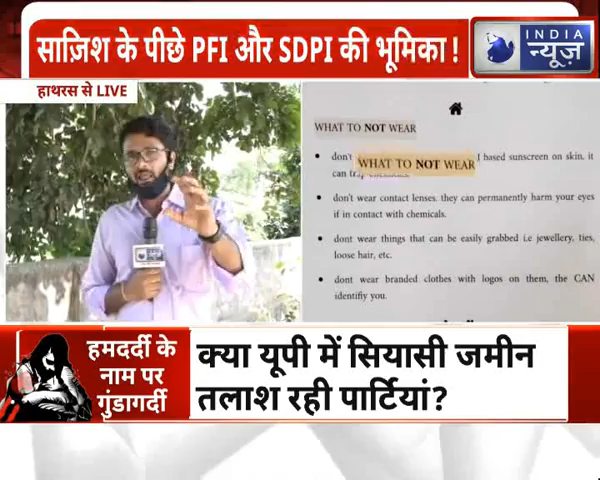 साज़िश के पीछे PFI और SDPI की भूमिका!
INDIA
न्यूज़
हाथरस से LIVE
WHAT TO NOT WEAR
don't
WHAT TO NOT WEAR
l based sunscreen on skin, it
can
don't wear contact lenses, they can permanently harm your eyes
if in contact with chemicals.
dont wear things that can be easily grabbed i.e jewellery, ties,
loose hair, etc.
dont wear branded clothes with logos on them, the CAN
identifiy you.
हमदर्दी के
नाम पर
गुंडागर्दी
क्या यूपी में सियासी जमीन
तलाश रही पार्टियां?